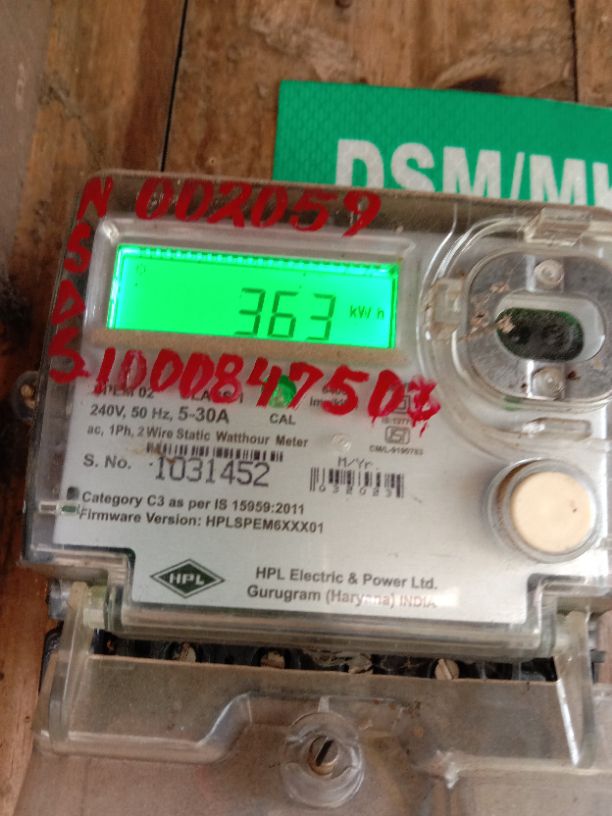 DSM/M
N 002059
S
D
363 kWh
S 10008475
240V, 50 Hz, 5-30A
CAL
ac, 1Ph, 2 Wire Static Watthour Meter
S. No. 1031452
M/Yr.
Category C3 as per IS 15959:2011
Firmware Version: HPLSPEM6XXX01
HPL
HPL Electric & Power Ltd.
Gurugram (Haryana) INDIA